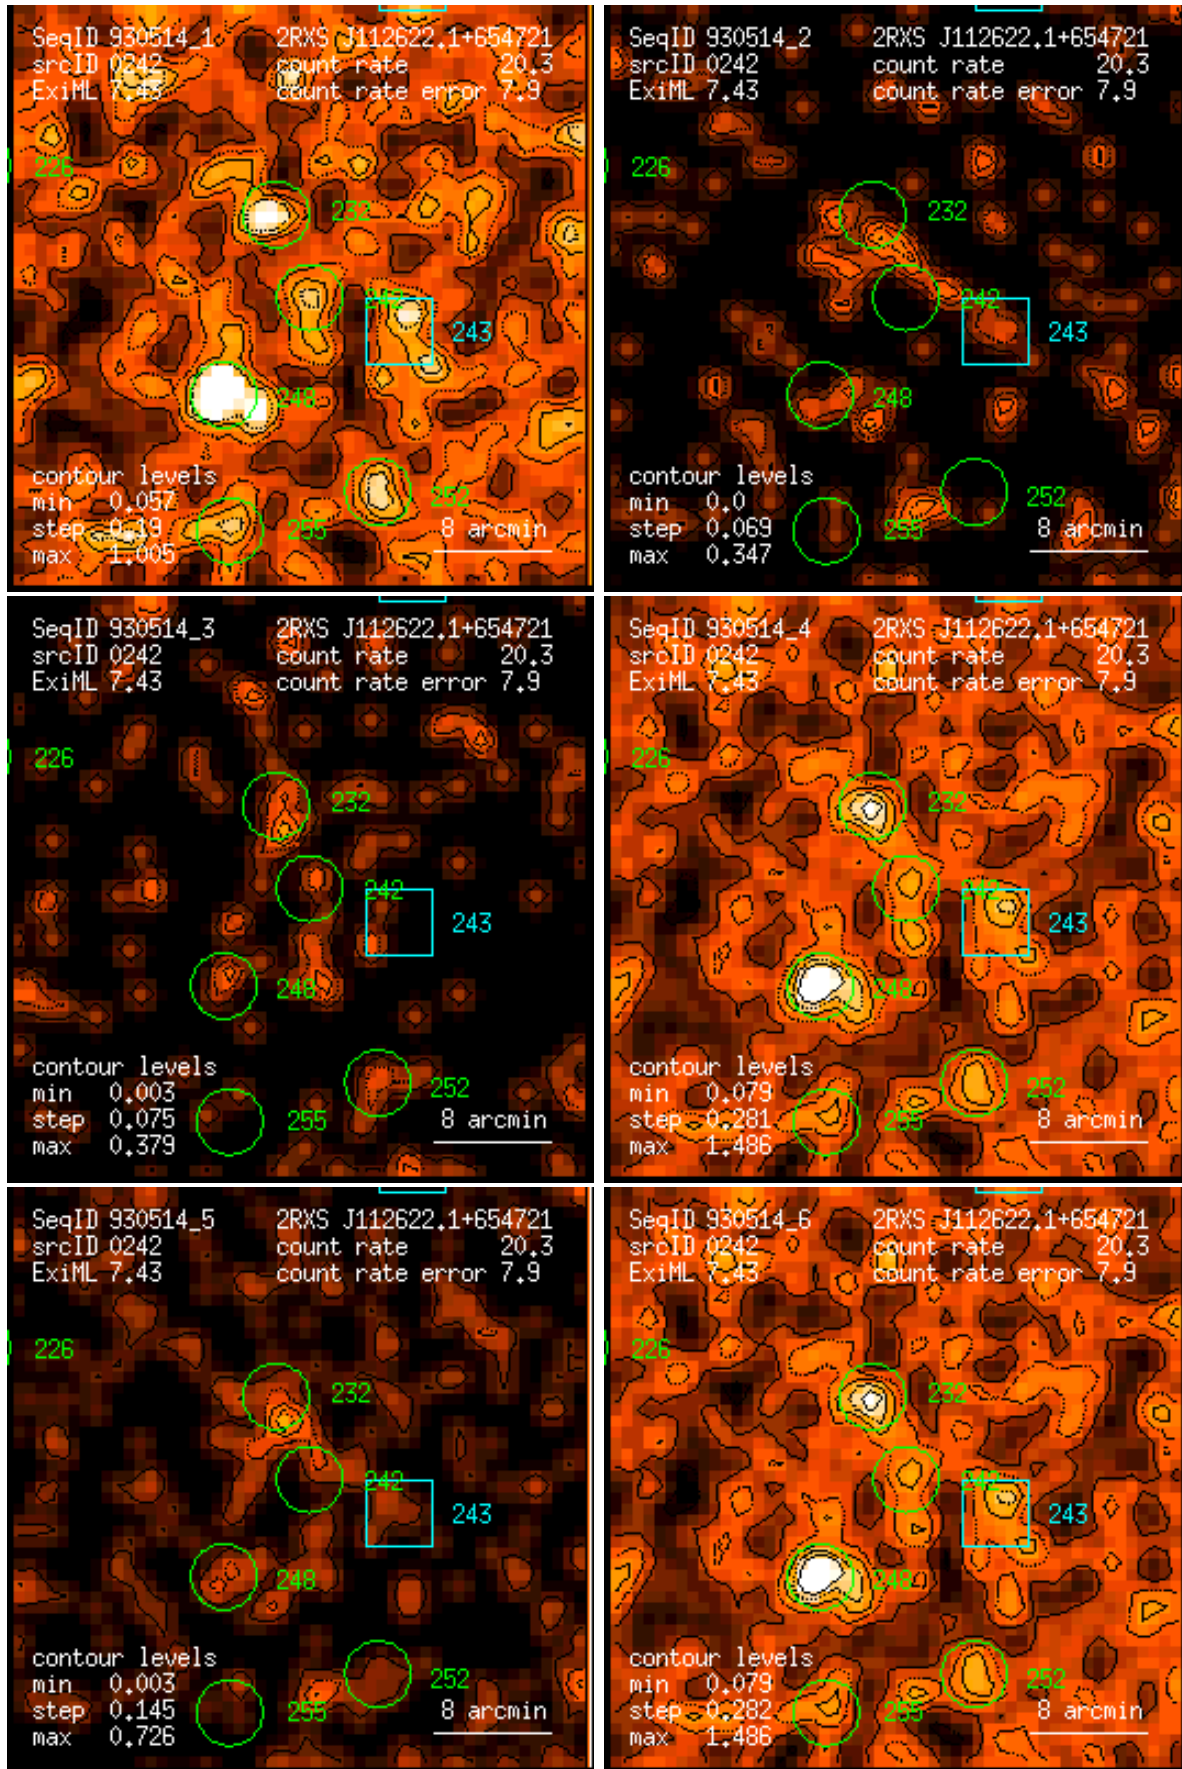 SeqID 930514_1 2RXS J112622.1+654721
srcID 0242 count rate 20.3
ExiML 7.43 count rate error 7.9
226
232
242
243
248
252
255
contour levels
min 0.057
step 0.19
max 1.005
8 arcmin
SeqID 930514_2 2RXS J112622.1+654721
srcID 0242 count rate 20.3
ExiML 7.43 count rate error 7.9
226
232
242
243
248
252
255
contour levels
min 0.0
step 0.069
max 0.347
8 arcmin
SeqID 930514_3 2RXS J112622.1+654721
srcID 0242 count rate 20.3
ExiML 7.43 count rate error 7.9
226
232
242
243
248
252
255
contour levels
min 0.003
step 0.075
max 0.379
8 arcmin
SeqID 930514_4 2RXS J112622.1+654721
srcID 0242 count rate 20.3
ExiML 7.43 count rate error 7.9
226
232
242
243
248
252
255
contour levels
min 0.079
step 0.281
max 1.486
8 arcmin
SeqID 930514_5 2RXS J112622.1+654721
srcID 0242 count rate 20.3
ExiML 7.43 count rate error 7.9
226
232
242
243
248
252
255
contour levels
min 0.003
step 0.145
max 0.726
8 arcmin
SeqID 930514_6 2RXS J112622.1+654721
srcID 0242 count rate 20.3
ExiML 7.43 count rate error 7.9
226
232
242
243
248
252
255
contour levels
min 0.079
step 0.282
max 1.486
8 arcmin